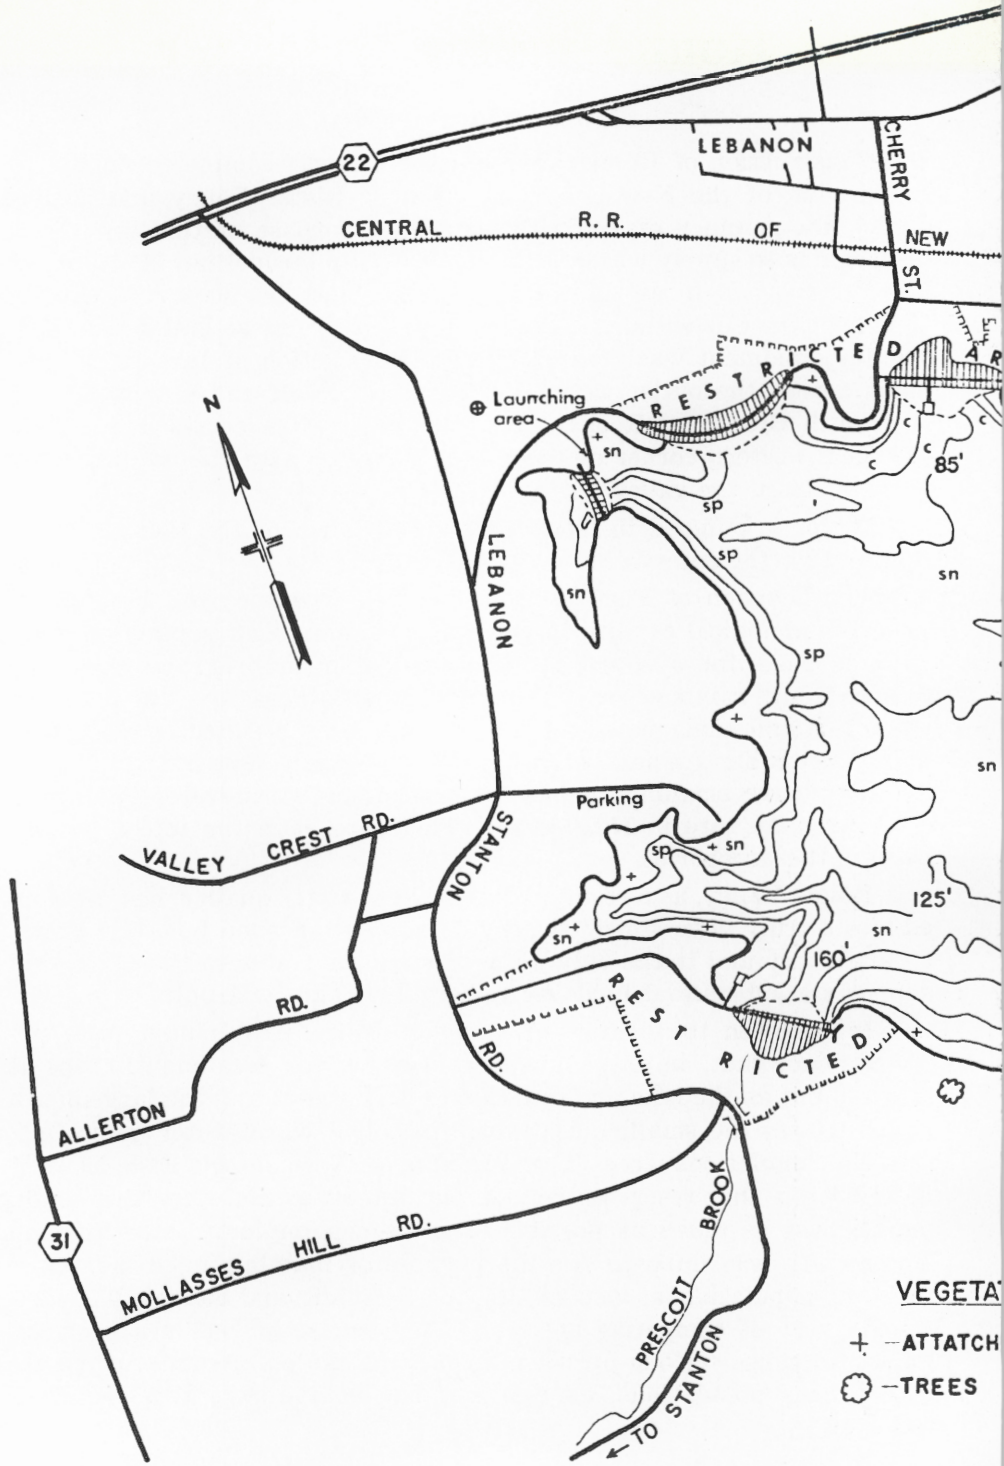 LEBANON
CHERRY ST.
22
CENTRAL R. R. OF NEW
N
RESTRICTED AR
Launching
area
sn
c
c
c
c
85'
sp
sp
sn
sn
LEBANON
sp
sn
Parking
VALLEY CREST RD.
STANTON
sp
sn
125'
sn
sn
160'
RD.
RESTRICTED
RD.
ALLERTON
31
MOLLASSES HILL RD.
BROOK
PRESCOTT
← TO STANTON
VEGETA
+ - ATTATCH
- TREES